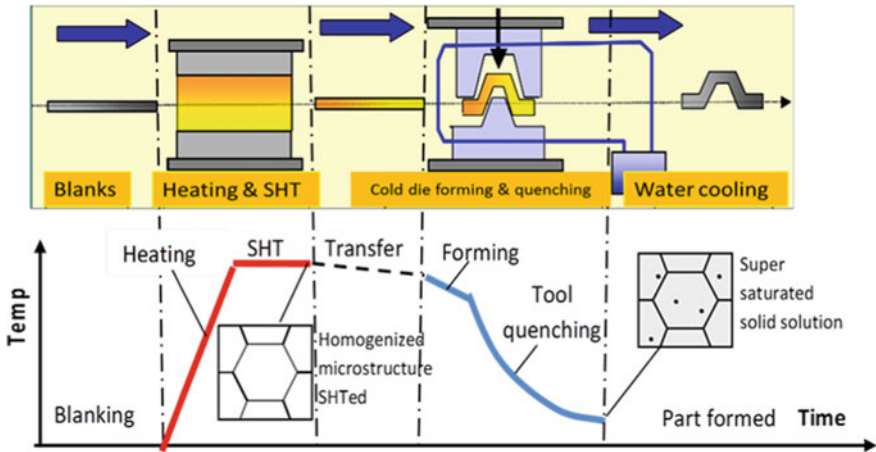 Blanks
Heating & SHT
Cold die forming & quenching
Water cooling
Temp
Heating
SHT
Transfer
Forming
Tool
quenching
Super
saturated
solid solution
Homogenized
microstructure
SHTed
Blanking
Part formed
Time